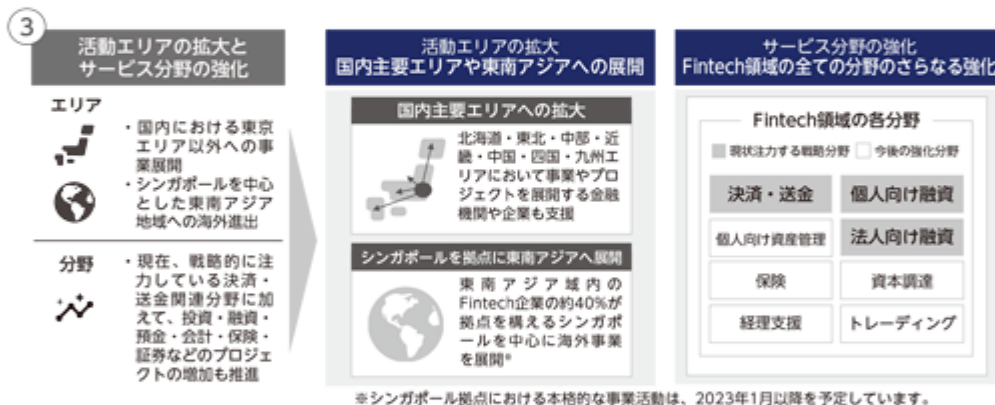 3
活動エリアの拡大と
サービス分野の強化
エリア
・国内における東京
エリア以外への事
業展開
・シンガポールを中心
とした東南アジア
地域への海外進出
分野
・現在、戦略的に注
力している決済・
送金関連分野に加
えて、投資・融資・
預金・会計・保険・
証券などのプロジェ
クトの増加も推進
活動エリアの拡大
国内主要エリアや東南アジアへの展開
国内主要エリアへの拡大
北海道・東北・中部・近
畿・中国・四国・九州エ
リアにおいて事業やプロ
ジェクトを展開する金融
機関や企業も支援
シンガポールを拠点に東南アジアへ展開
東南アジア域内の
Fintech企業の約40%が
拠点を構えるシンガポ
ールを中心に海外事業
を展開※
サービス分野の強化
Fintech領域の全ての分野のさらなる強化
Fintech領域の各分野
現状注力する戦略分野 今後の強化分野
決済・送金 個人向け融資
個人向け資産管理 法人向け融資
保険 資本調達
経理支援 トレーディング
※シンガポール拠点における本格的な事業活動は、2023年1月以降を予定しています。